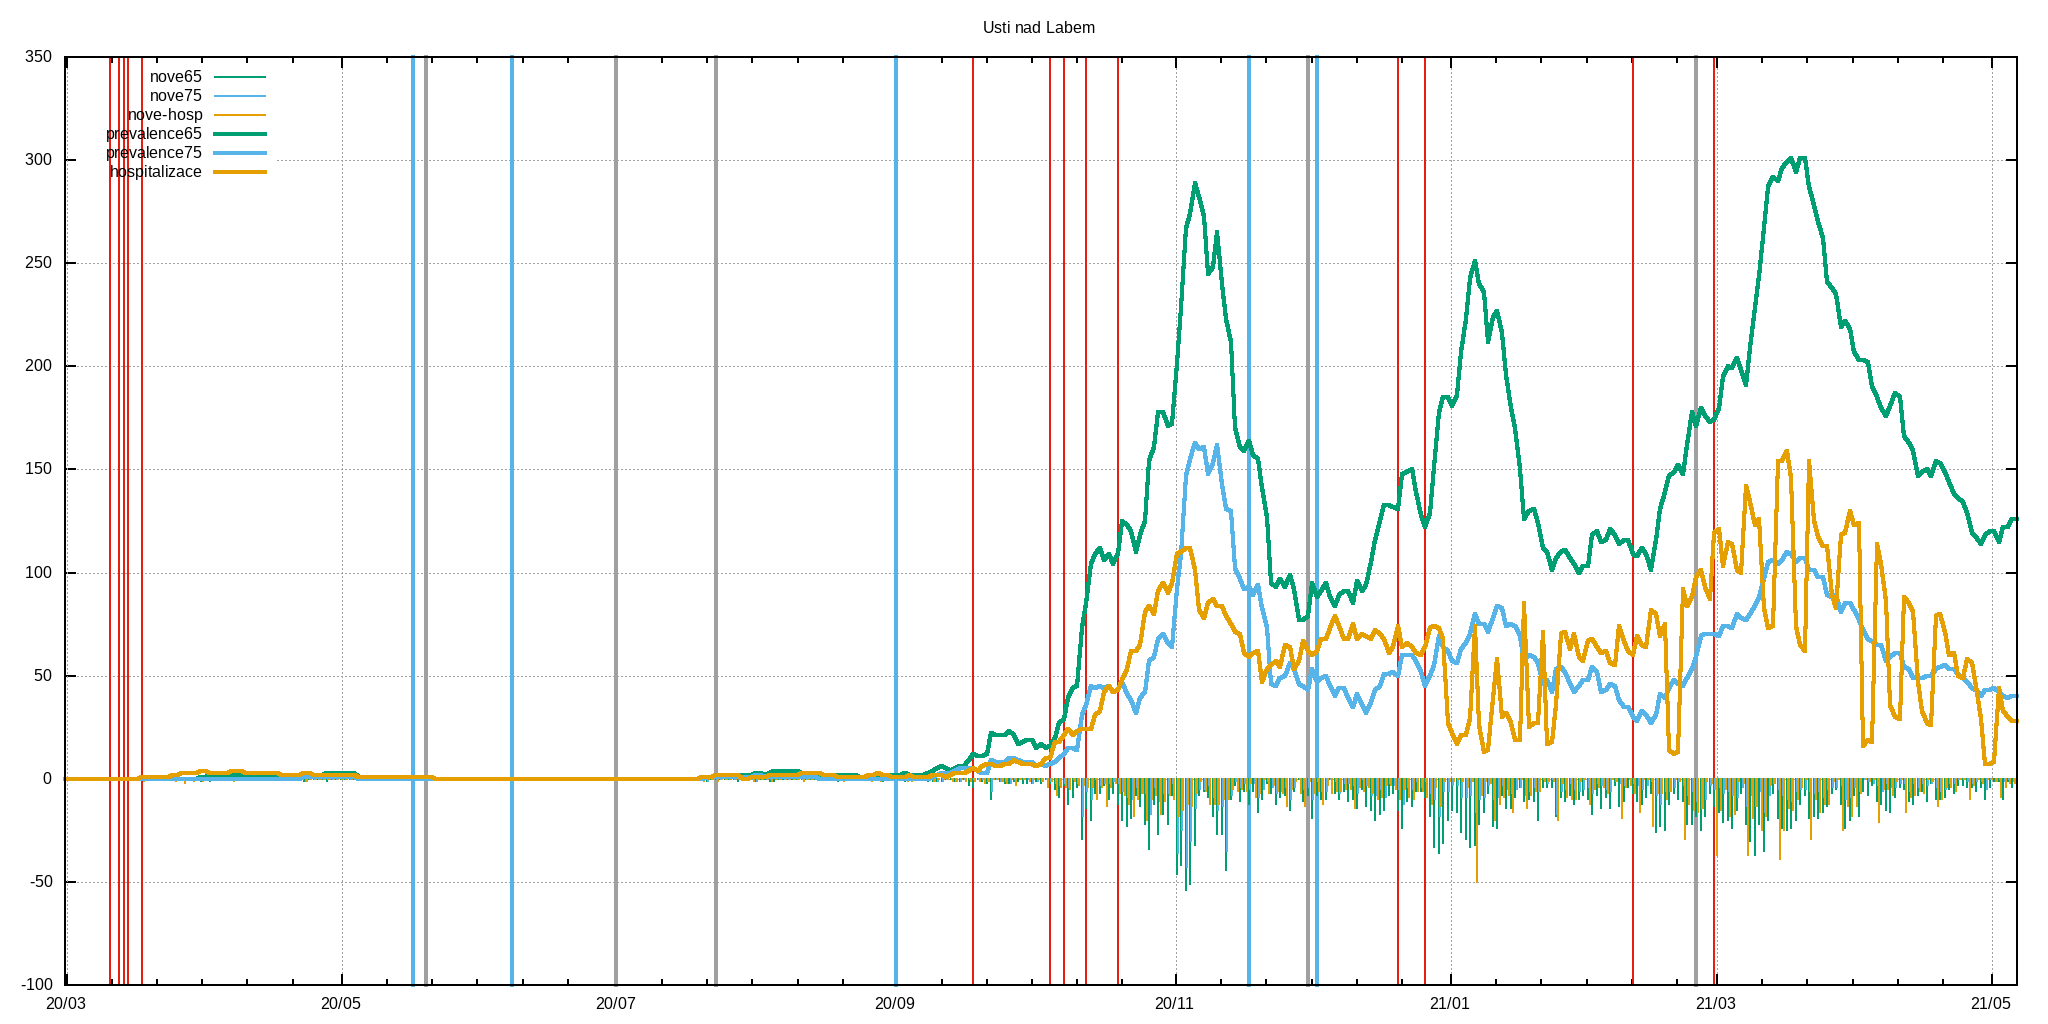 Usti nad Labem
350
300
250
200
150
100
50
0
-50
-100
nove65
nove75
nove-hosp
prevalence65
prevalence75
hospitalizace
20/03 20/05 20/07 20/09 20/11 21/01 21/03 21/05